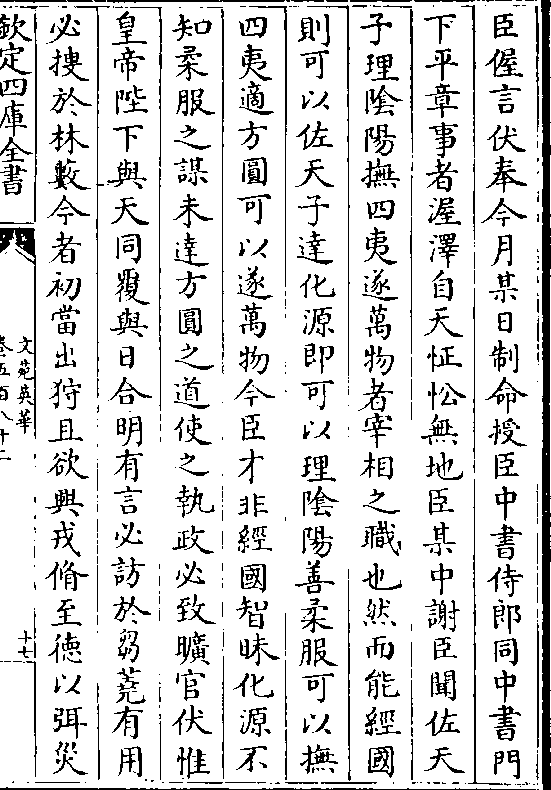 臣偓言伏奉今月某日制命授臣中書侍郎同中書門
下平章事者渥澤自天怔忪無地臣某中謝臣聞佐天
子理陰陽撫四夷遂萬物者宰相之職也然而能經國
則可以佐天子達化源即可以理陰陽善柔服可以撫
四夷適方圓可以遂萬物今臣才非經國智昧化源不
知柔服之謀未達方圓之道使之執政必致曠官伏惟
皇帝陛下與天同覆與日合明有言必訪於芻蕘有用
必搜於林藪今者初當出狩且欲興戎脩至德以弭災
欽定四庫全書
文苑英華
卷五百八十二
十七